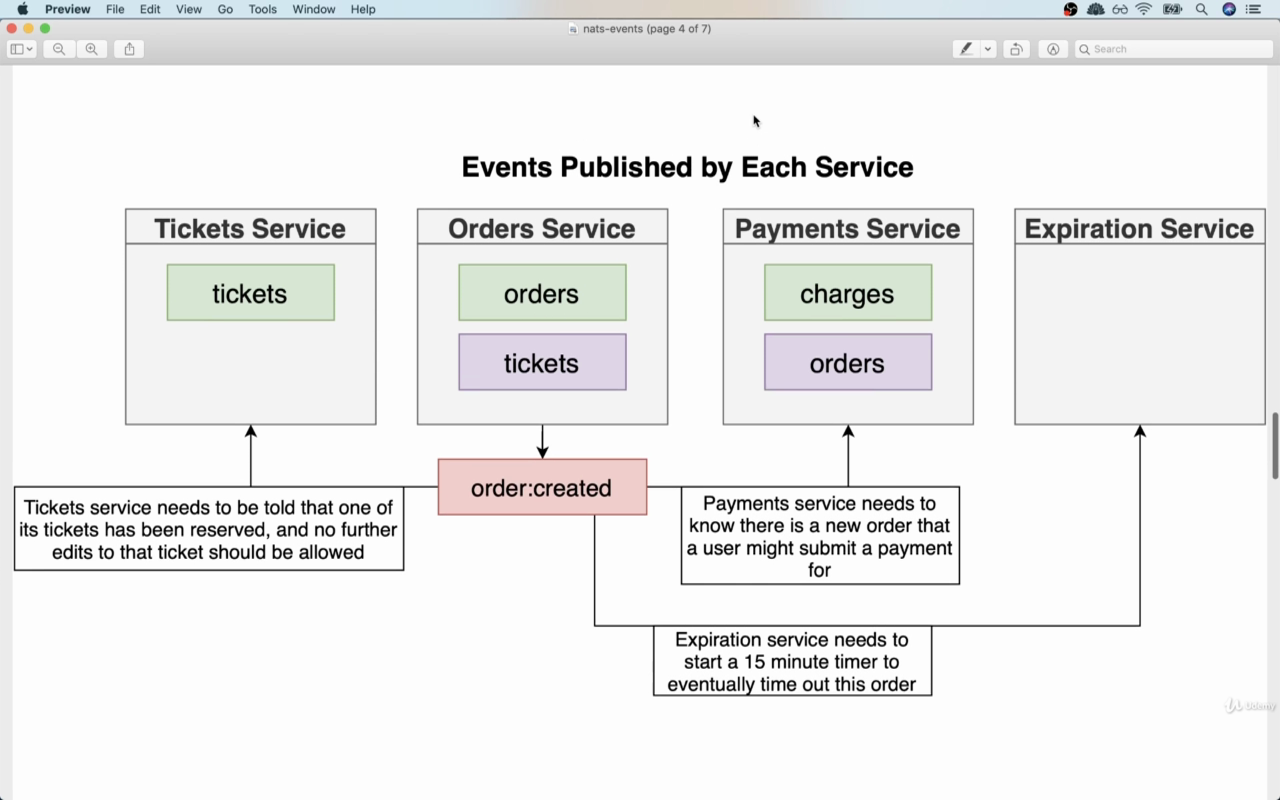 Preview File Edit View Go Tools Window Help
nats-events (page 4 of 7)
Search
Events Published by Each Service
Tickets Service
tickets
Orders Service
orders
tickets
Payments Service
charges
orders
Expiration Service
order:created
Tickets service needs to be told that one of
its tickets has been reserved, and no further
edits to that ticket should be allowed
Payments service needs to
know there is a new order that
a user might submit a payment
for
Expiration service needs to
start a 15 minute timer to
eventually time out this order
Udemy